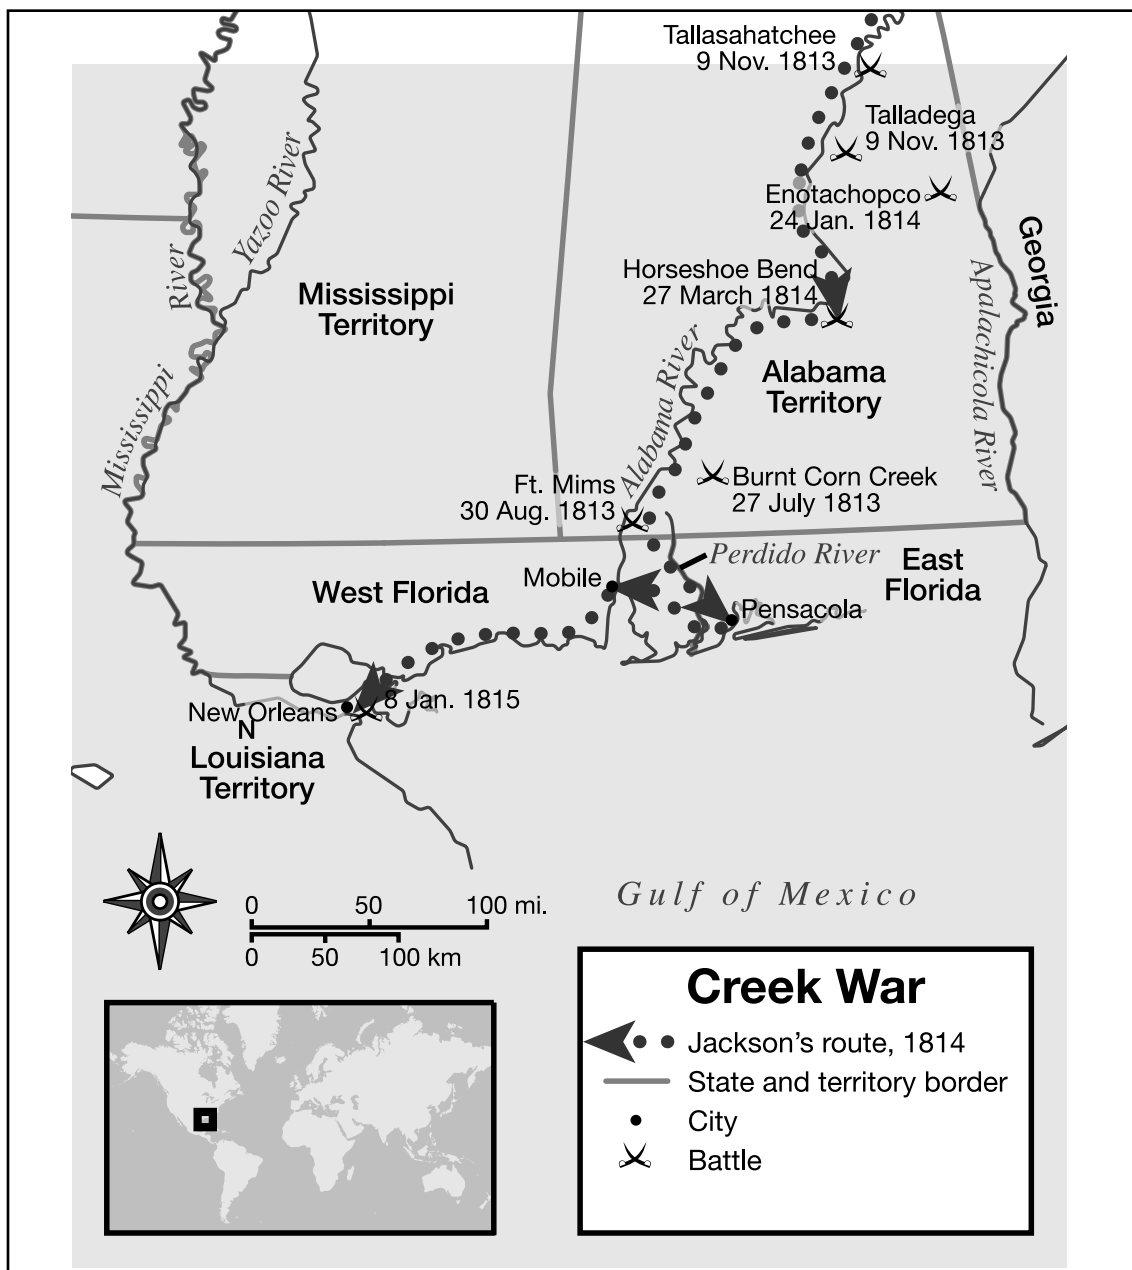 Tallasahatchee
9 Nov. 1813
Talladega
9 Nov. 1813
Enotachopco
24 Jan. 1814
Georgia
Yazoo River
River
Mississippi
Mississippi
Territory
Horseshoe Bend
27 March 1814
Apalachicola River
Alabama River
Alabama
Territory
Ft. Mims
30 Aug. 1813
Burnt Corn Creek
27 July 1813
Perdido River
East
Florida
West Florida
Mobile
Pensacola
8 Jan. 1815
New Orleans
N
Louisiana
Territory
Gulf of Mexico
0 50 100 mi.
0 50 100 km
Creek War
Jackson’s route, 1814
State and territory border
City
Battle